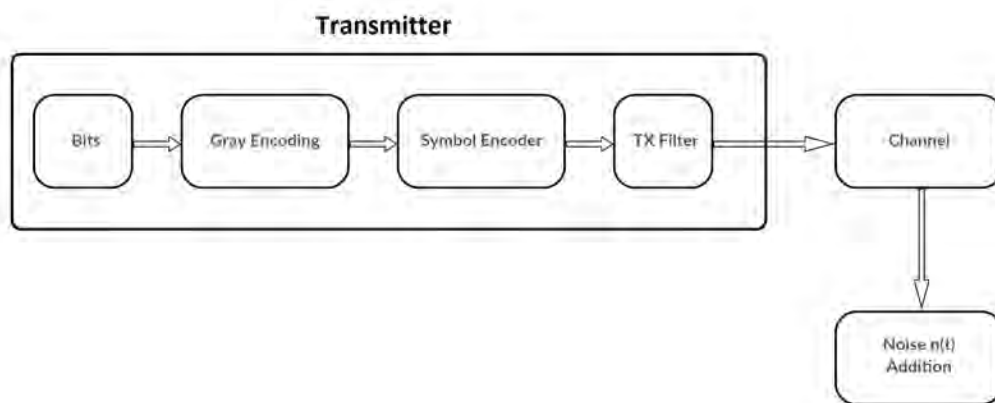 Transmitter
Bits
Gray Encoding
Symbol Encoder
TX Filter
Channel
Noise n(t)
Addition